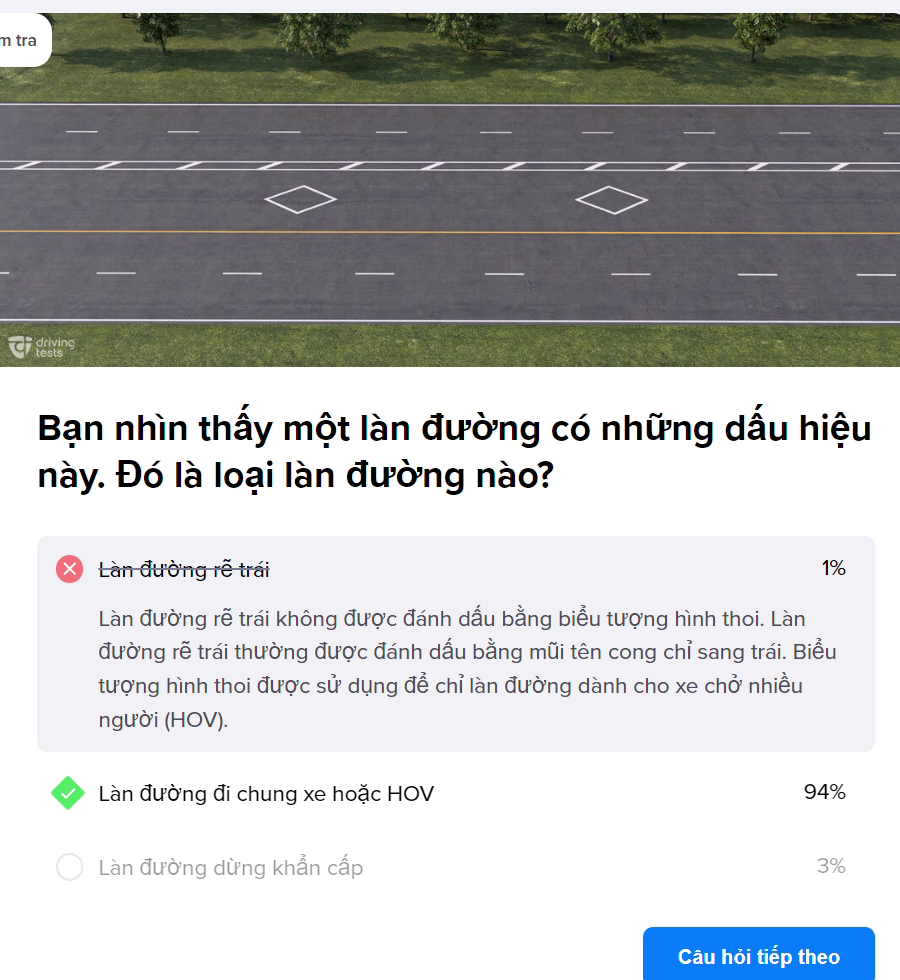 m tra
driving
tests
Bạn nhìn thấy một làn đường có những dấu hiệu
này. Đó là loại làn đường nào?
Làn đường rẽ trái 1%
Làn đường rẽ trái không được đánh dấu bằng biểu tượng hình thoi. Làn
đường rẽ trái thường được đánh dấu bằng mũi tên cong chỉ sang trái. Biểu
tượng hình thoi được sử dụng để chỉ làn đường dành cho xe chở nhiều
người (HOV).
Làn đường đi chung xe hoặc HOV 94%
Làn đường dừng khẩn cấp 3%
Câu hỏi tiếp theo